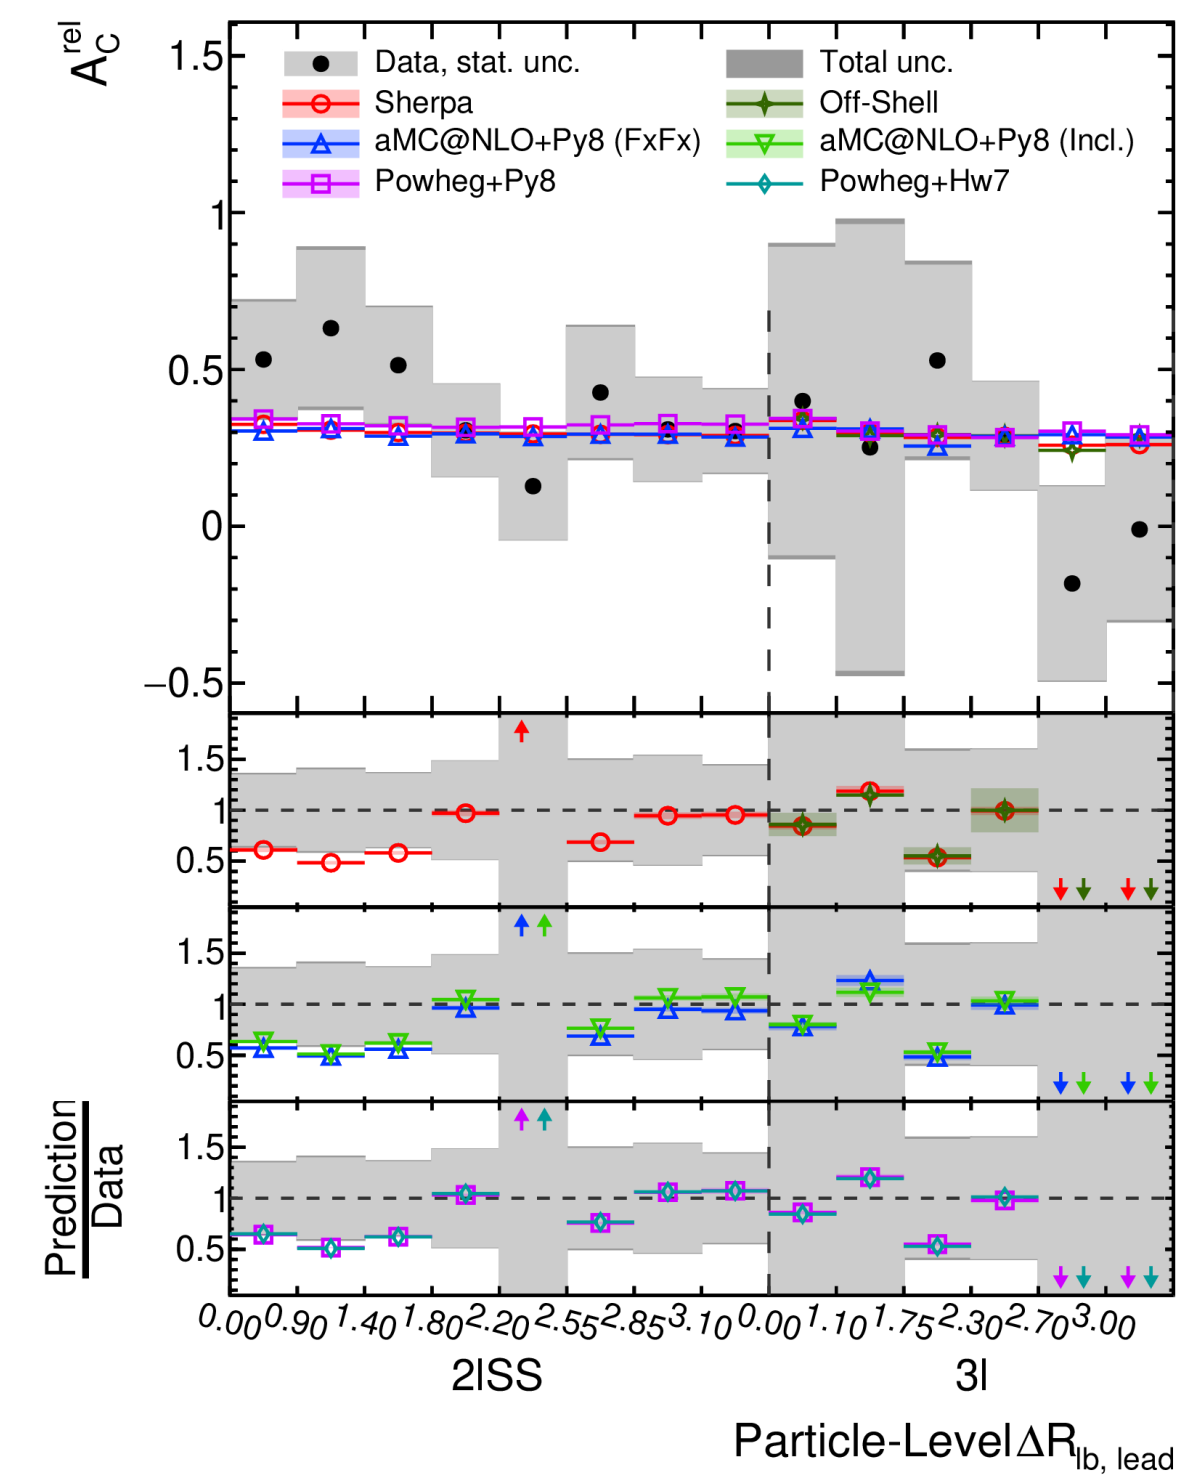 A_C^rel
1.5
Data, stat. unc.
Total unc.
Sherpa
Off-Shell
aMC@NLO+Py8 (FxFx)
aMC@NLO+Py8 (Incl.)
Powheg+Py8
Powheg+Hw7
1
0.5
0
−0.5
1.5
1
0.5
1.5
1
0.5
Prediction
Data
1.5
1
0.5
0.00 0.90 1.40 1.80 2.20 2.55 2.85 3.10 0.00 1.10 1.75 2.30 2.70 3.00
2lSS 3l
Particle-Level ΔR_lb, lead